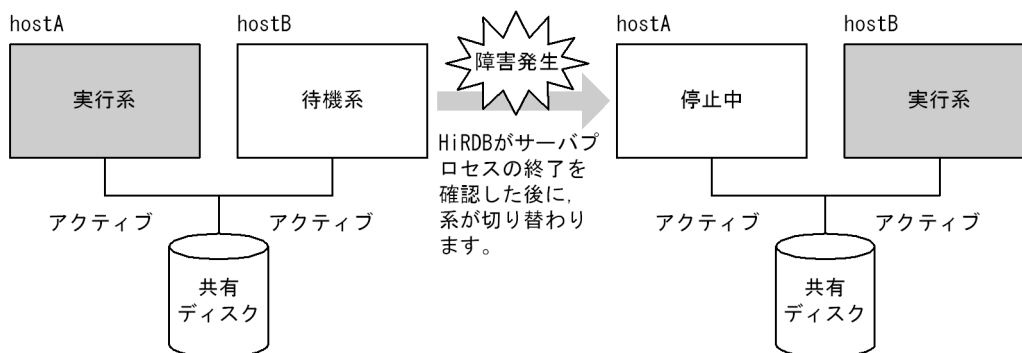 hostA
hostB
実行系
待機系
アクティブ
アクティブ
共有
ディスク
障害発生
HiRDBがサーバプ
ロセスの終了を
確認した後に,
系が切り替わり
ます。
hostA
hostB
停止中
実行系
アクティブ
アクティブ
共有
ディスク